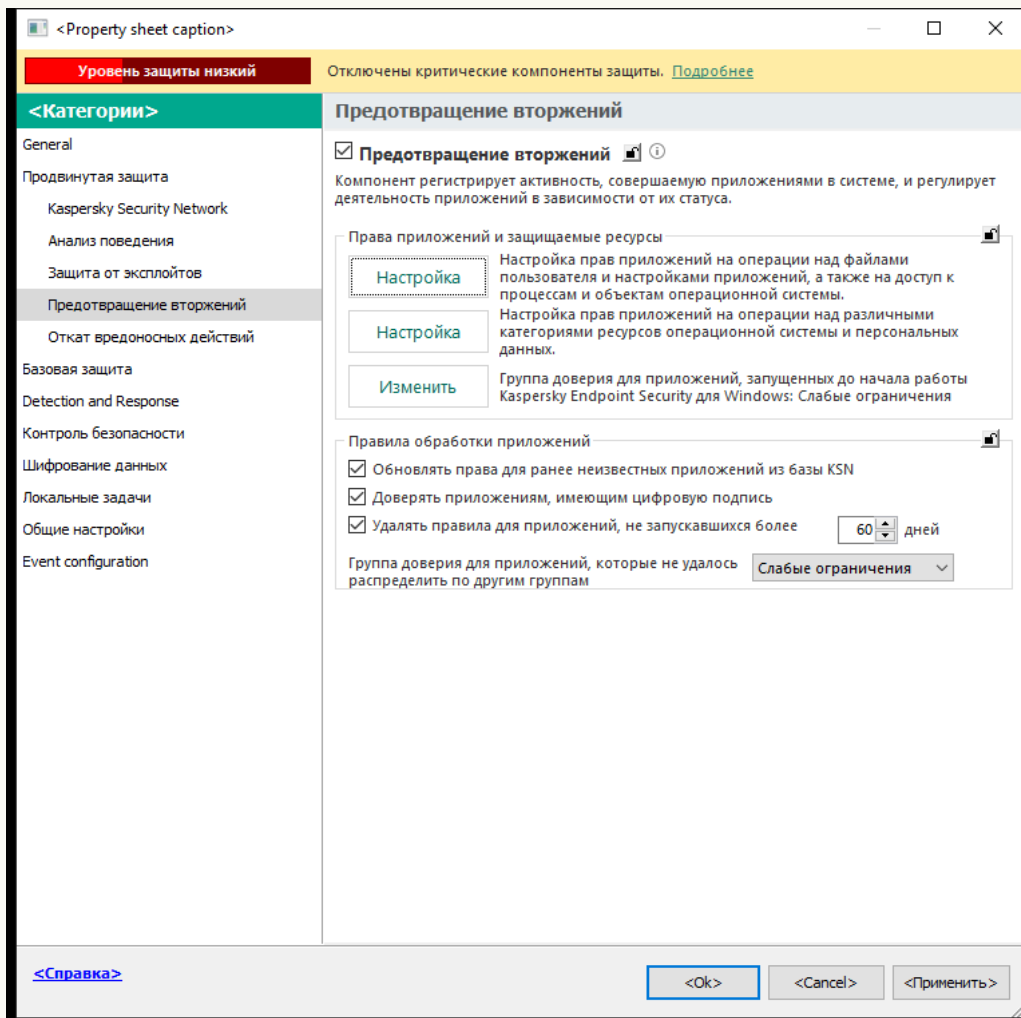 <Property sheet caption>
Уровень защиты низкий
Отключены критические компоненты защиты. Подробнее
<Категории>
General
Продвинутая защита
Kaspersky Security Network
Анализ поведения
Защита от эксплойтов
Предотвращение вторжений
Откат вредоносных действий
Базовая защита
Detection and Response
Контроль безопасности
Шифрование данных
Локальные задачи
Общие настройки
Event configuration
Предотвращение вторжений
Предотвращение вторжений
Компонент регистрирует активность, совершаемую приложениями в системе, и регулирует
деятельность приложений в зависимости от их статуса.
Права приложений и защищаемые ресурсы
Настройка
Настройка прав приложений на операции над файлами
пользователя и настройками приложений, а также на доступ к
процессам и объектам операционной системы.
Настройка
Настройка прав приложений на операции над различными
категориями ресурсов операционной системы и персональных
данных.
Изменить
Группа доверия для приложений, запущенных до начала работы
Kaspersky Endpoint Security для Windows: Слабые ограничения
Правила обработки приложений
Обновлять права для ранее неизвестных приложений из базы KSN
Доверять приложениям, имеющим цифровую подпись
Удалять правила для приложений, не запускавшихся более 60 дней
Группа доверия для приложений, которые не удалось
распределить по другим группам
Слабые ограничения
<Справка>
<Ok>
<Cancel>
<Применить>